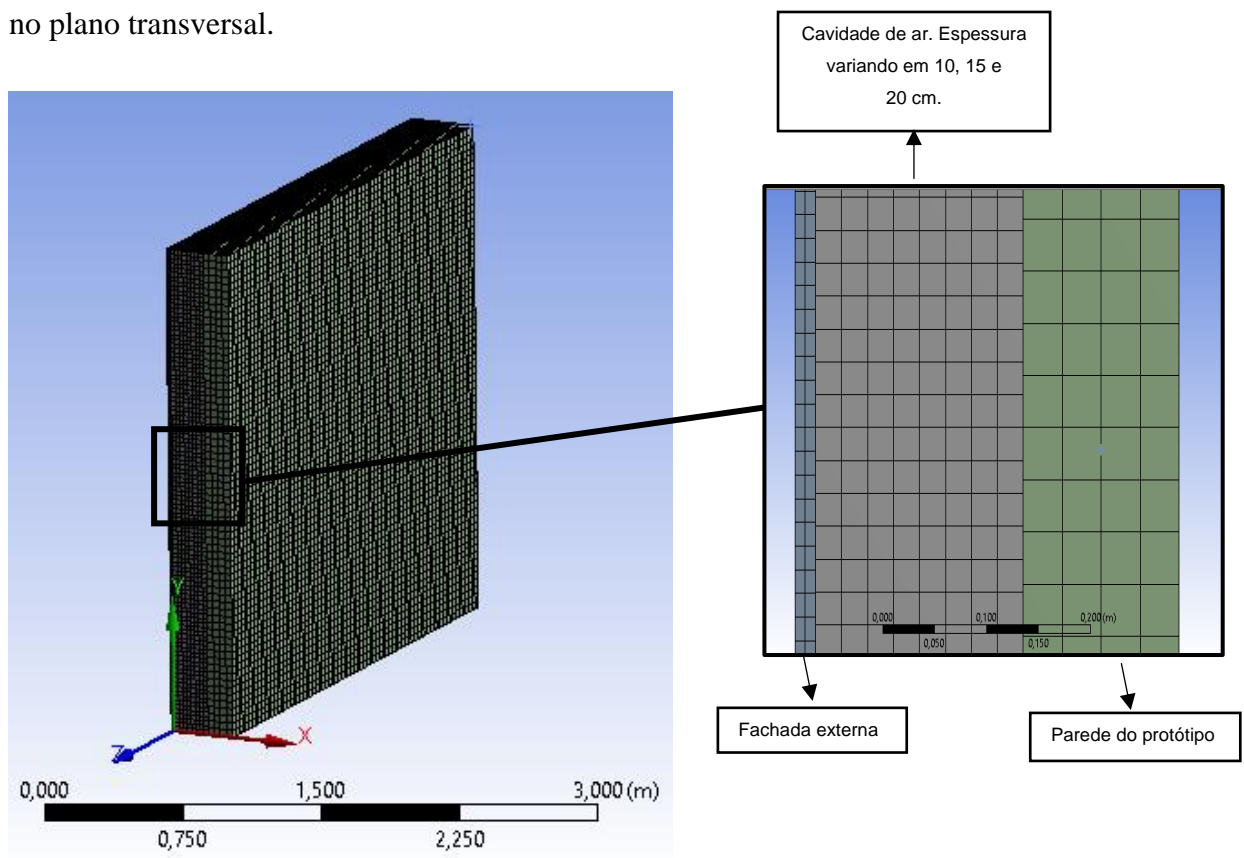 no plano transversal.
Cavidade de ar. Espessura
variando em 10, 15 e
20 cm.
Y
Z
X
0,000
1,500
3,000 (m)
0,750
2,250
0,000
0,100
0,200 (m)
0,050
0,150
Fachada externa
Parede do protótipo